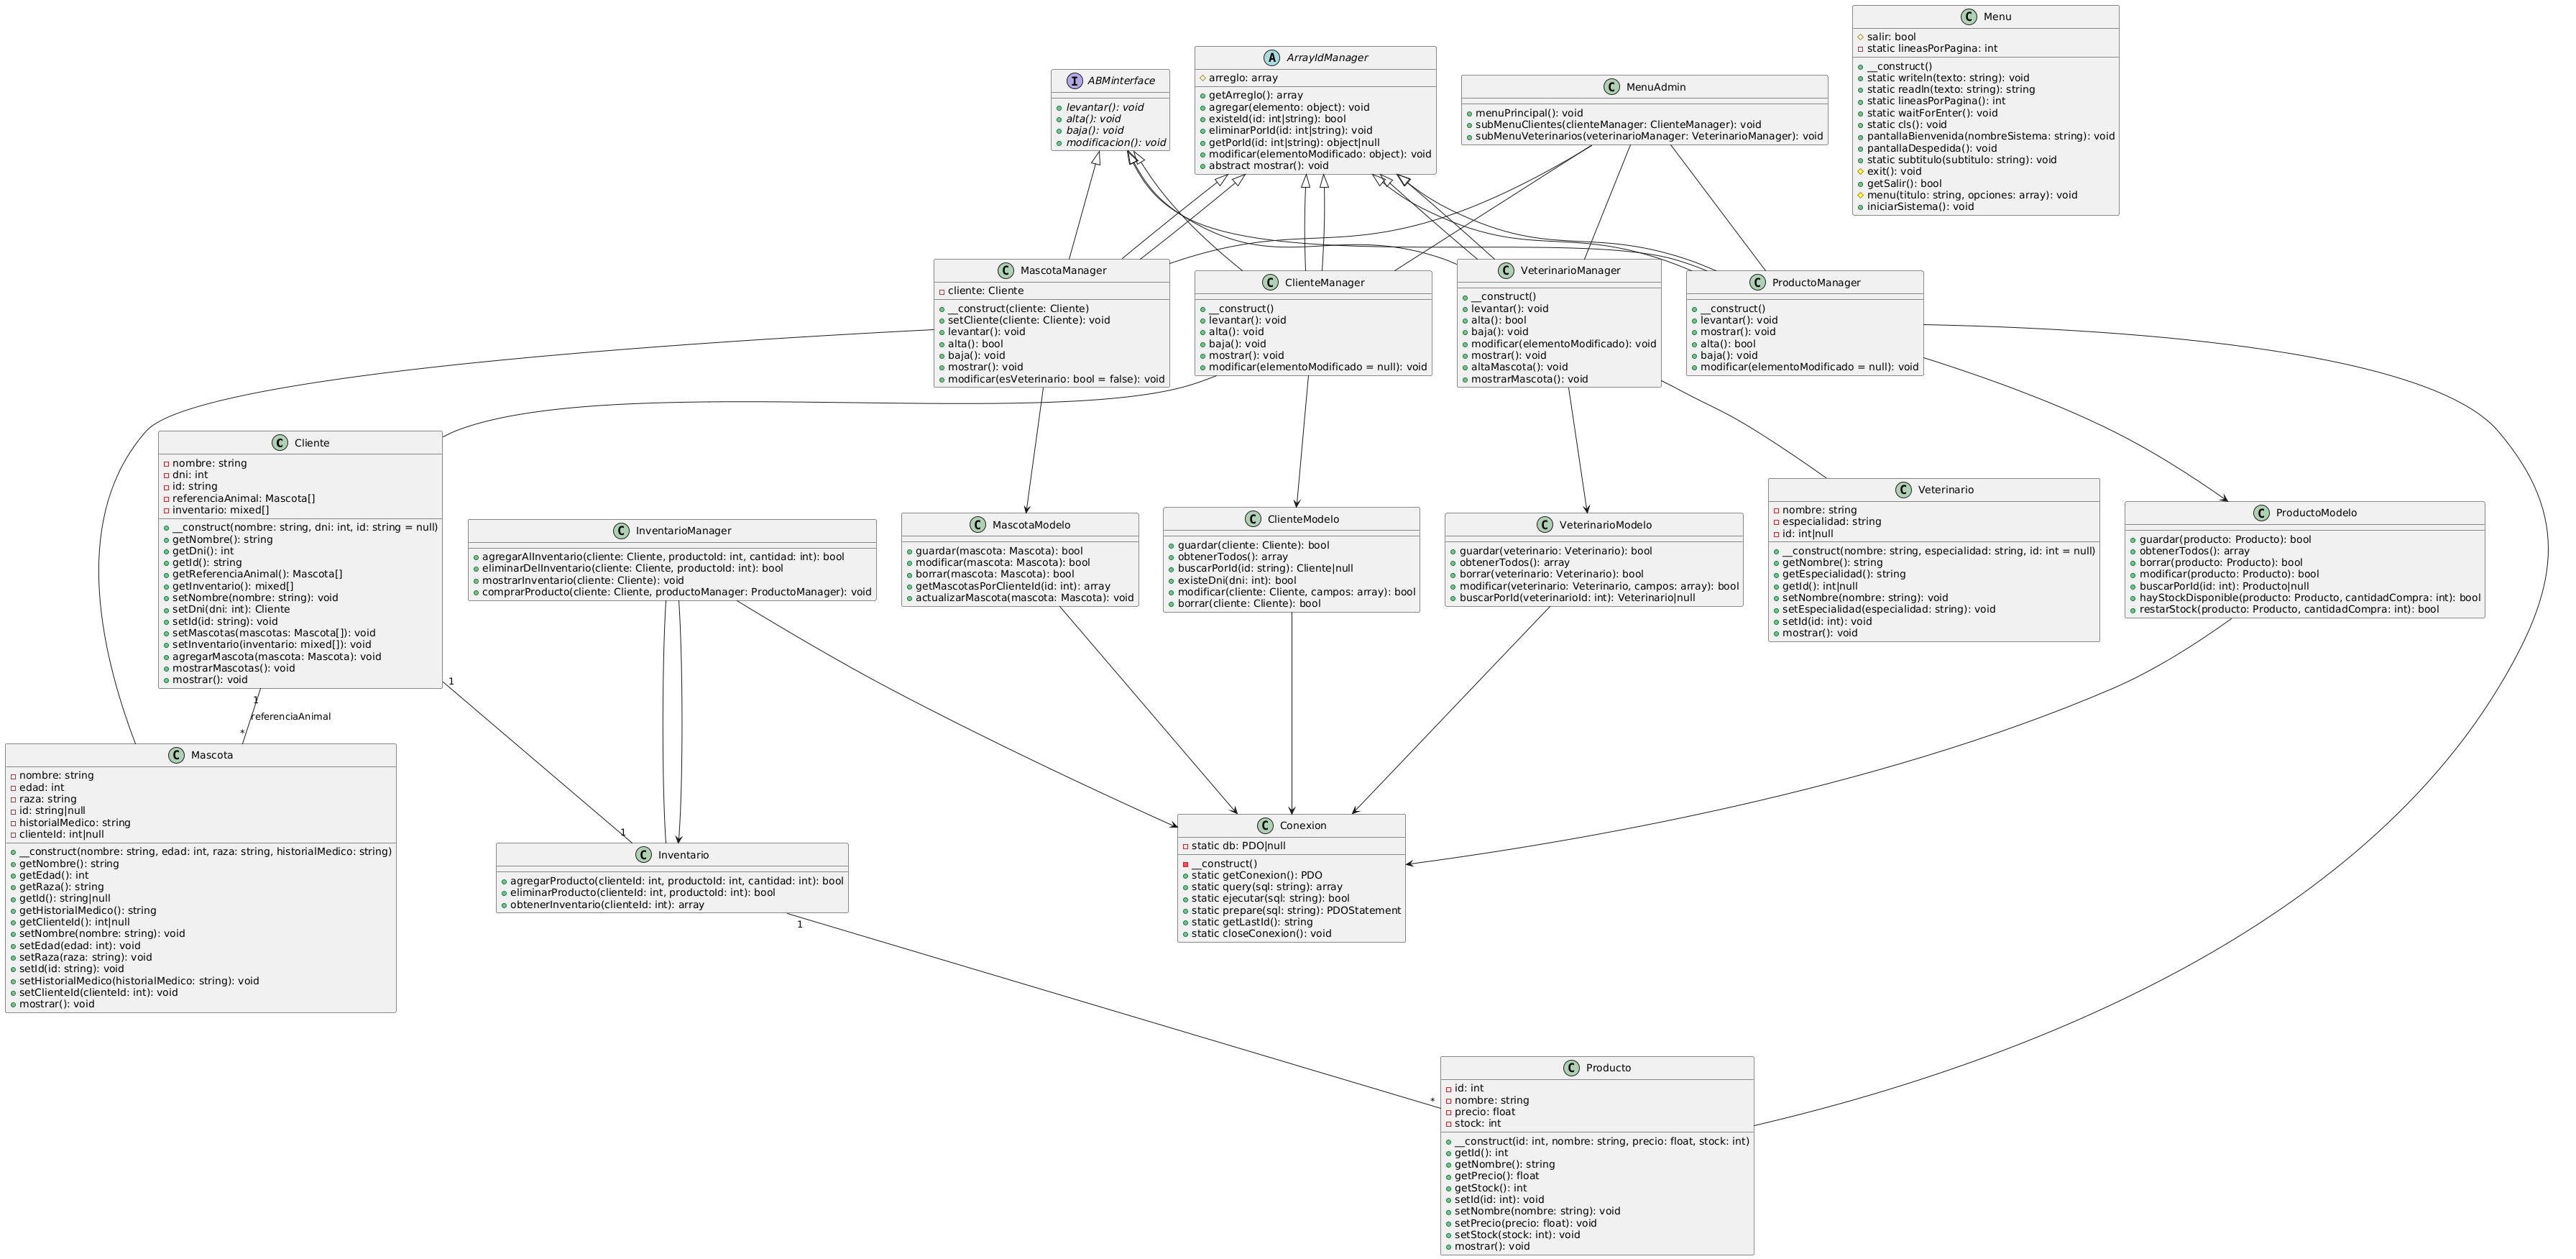 Menu
salir: bool
static lineasPorPagina: int
__construct()
static writeln(texto: string): void
static readln(texto: string): string
static lineasPorPagina(): int
static waitForEnter(): void
static cls(): void
pantallaBienvenida(nombreSistema: string): void
pantallaDespedida(): void
static subtitulo(subtitulo: string): void
exit(): void
getSalir(): bool
menu(titulo: string, opciones: array): void
iniciarSistema(): void
ArrayIdManager
arreglo: array
getArreglo(): array
agregar(elemento: object): void
existeId(id: int|string): bool
eliminarPorId(id: int|string): void
getPorId(id: int|string): object|null
modificar(elementoModificado: object): void
abstract mostrar(): void
ABMinterface
levantar(): void
alta(): void
baja(): void
modificacion(): void
MenuAdmin
menuPrincipal(): void
subMenuClientes(clienteManager: ClienteManager): void
subMenuVeterinarios(veterinarioManager: VeterinarioManager): void
MascotaManager
cliente: Cliente
__construct(cliente: Cliente)
setCliente(cliente: Cliente): void
levantar(): void
alta(): bool
baja(): void
mostrar(): void
modificar(esVeterinario: bool = false): void
ClienteManager
__construct()
levantar(): void
alta(): void
baja(): void
mostrar(): void
modificar(elementoModificado = null): void
VeterinarioManager
__construct()
levantar(): void
alta(): bool
baja(): void
modificar(elementoModificado): void
mostrar(): void
altaMascota(): void
mostrarMascota(): void
ProductoManager
__construct()
levantar(): void
mostrar(): void
alta(): bool
baja(): void
modificar(elementoModificado = null): void
Cliente
nombre: string
dni: int
id: string
referenciaAnimal: Mascota[]
inventario: mixed[]
__construct(nombre: string, dni: int, id: string = null)
getNombre(): string
getDni(): int
getId(): string
getReferenciaAnimal(): Mascota[]
getInventario(): mixed[]
setNombre(nombre: string): void
setDni(dni: int): Cliente
setId(id: string): void
setMascotas(mascotas: Mascota[]): void
setInventario(inventario: mixed[]): void
agregarMascota(mascota: Mascota): void
mostrarMascotas(): void
mostrar(): void
InventarioManager
agregarAlInventario(cliente: Cliente, productoId: int, cantidad: int): bool
eliminarDelInventario(cliente: Cliente, productoId: int): bool
mostrarInventario(cliente: Cliente): void
comprarProducto(cliente: Cliente, productoManager: ProductoManager): void
MascotaModelo
guardar(mascota: Mascota): bool
modificar(mascota: Mascota): bool
borrar(mascota: Mascota): bool
getMascotasPorClienteId(id: int): array
actualizarMascota(mascota: Mascota): void
ClienteModelo
guardar(cliente: Cliente): bool
obtenerTodos(): array
buscarPorId(id: string): Cliente|null
existeDni(dni: int): bool
modificar(cliente: Cliente, campos: array): bool
borrar(cliente: Cliente): bool
VeterinarioModelo
guardar(veterinario: Veterinario): bool
obtenerTodos(): array
borrar(veterinario: Veterinario): bool
modificar(veterinario: Veterinario, campos: array): bool
buscarPorId(veterinarioId: int): Veterinario|null
Veterinario
nombre: string
especialidad: string
id: int|null
__construct(nombre: string, especialidad: string, id: int = null)
getNombre(): string
getEspecialidad(): string
getId(): int|null
setNombre(nombre: string): void
setEspecialidad(especialidad: string): void
setId(id: int): void
mostrar(): void
ProductoModelo
guardar(producto: Producto): bool
obtenerTodos(): array
borrar(producto: Producto): bool
modificar(producto: Producto): bool
buscarPorId(id: int): Producto|null
hayStockDisponible(producto: Producto, cantidadCompra: int): bool
restarStock(producto: Producto, cantidadCompra: int): bool
1
referenciaAnimal
*
1
1
Mascota
nombre: string
edad: int
raza: string
id: string|null
historialMedico: string
clienteId: int|null
__construct(nombre: string, edad: int, raza: string, historialMedico: string)
getNombre(): string
getEdad(): int
getRaza(): string
getId(): string|null
getHistorialMedico(): string
getClienteId(): int|null
setNombre(nombre: string): void
setEdad(edad: int): void
setRaza(raza: string): void
setId(id: string): void
setHistorialMedico(historialMedico: string): void
setClienteId(clienteId: int): void
mostrar(): void
Inventario
agregarProducto(clienteId: int, productoId: int, cantidad: int): bool
eliminarProducto(clienteId: int, productoId: int): bool
obtenerInventario(clienteId: int): array
Conexion
static db: PDO|null
__construct()
static getConexion(): PDO
static query(sql: string): array
static ejecutar(sql: string): bool
static prepare(sql: string): PDOStatement
static getLastId(): string
static closeConexion(): void
1
*
Producto
id: int
nombre: string
precio: float
stock: int
__construct(id: int, nombre: string, precio: float, stock: int)
getId(): int
getNombre(): string
getPrecio(): float
getStock(): int
setId(id: int): void
setNombre(nombre: string): void
setPrecio(precio: float): void
setStock(stock: int): void
mostrar(): void